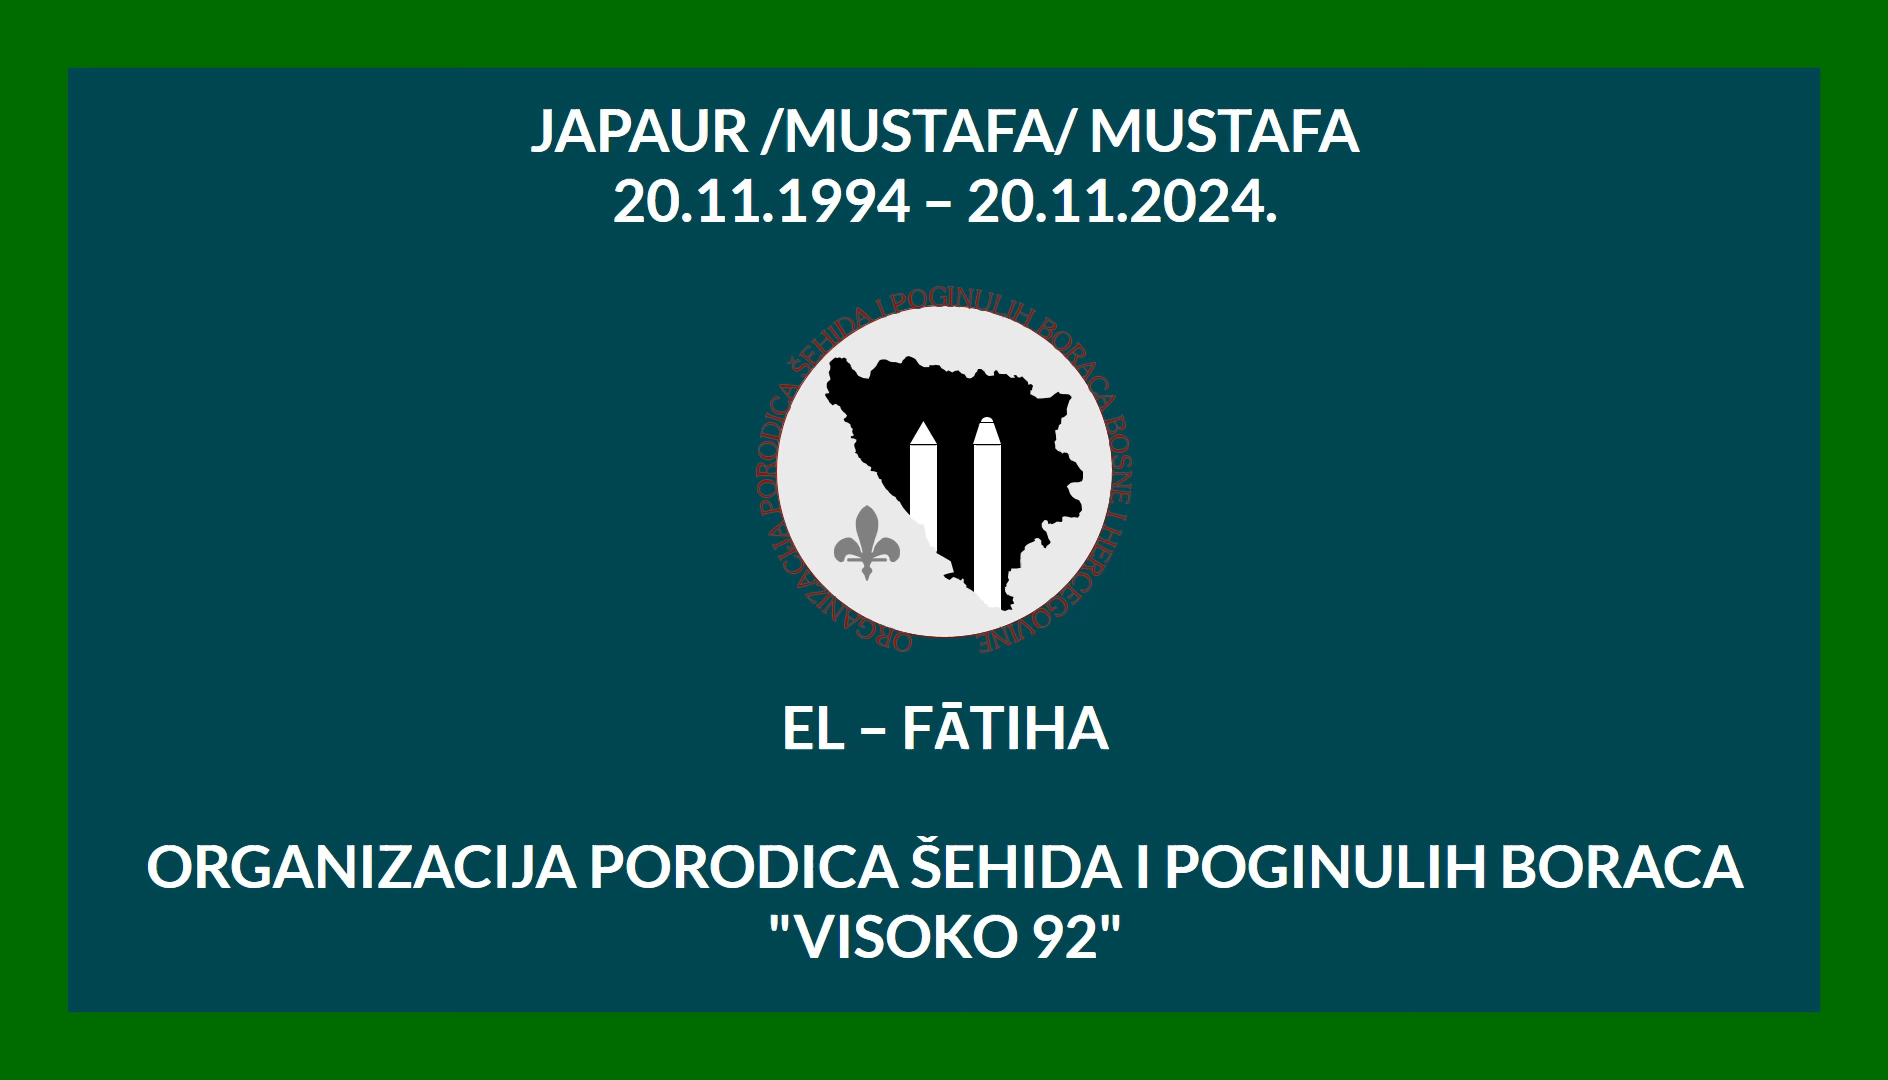 JAPAUR /MUSTAFA/ MUSTAFA
20.11.1994 – 20.11.2024.
ORGANIZACIJA PORODICA ŠEHIDA I POGINULIH BORACA BOSNE I HERCEGOVINE
EL – FĀTIHA
ORGANIZACIJA PORODICA ŠEHIDA I POGINULIH BORACA
"VISOKO 92"